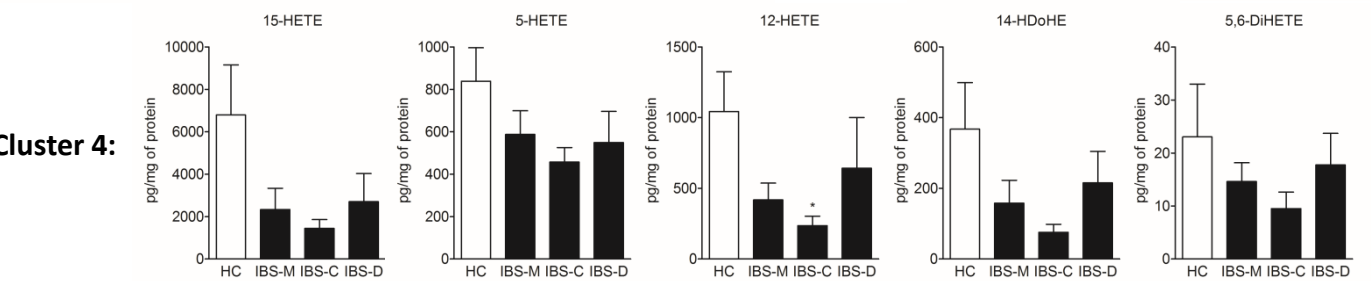 Cluster 4:
15-HETE
pg/mg of protein
10000
8000
6000
4000
2000
0
HC IBS-M IBS-C IBS-D
5-HETE
pg/mg of protein
1000
800
600
400
200
0
HC IBS-M IBS-C IBS-D
12-HETE
pg/mg of protein
1500
1000
500
0
*
HC IBS-M IBS-C IBS-D
14-HDoHE
pg/mg of protein
600
400
200
0
HC IBS-M IBS-C IBS-D
5,6-DiHETE
pg/mg of protein
40
30
20
10
0
HC IBS-M IBS-C IBS-D